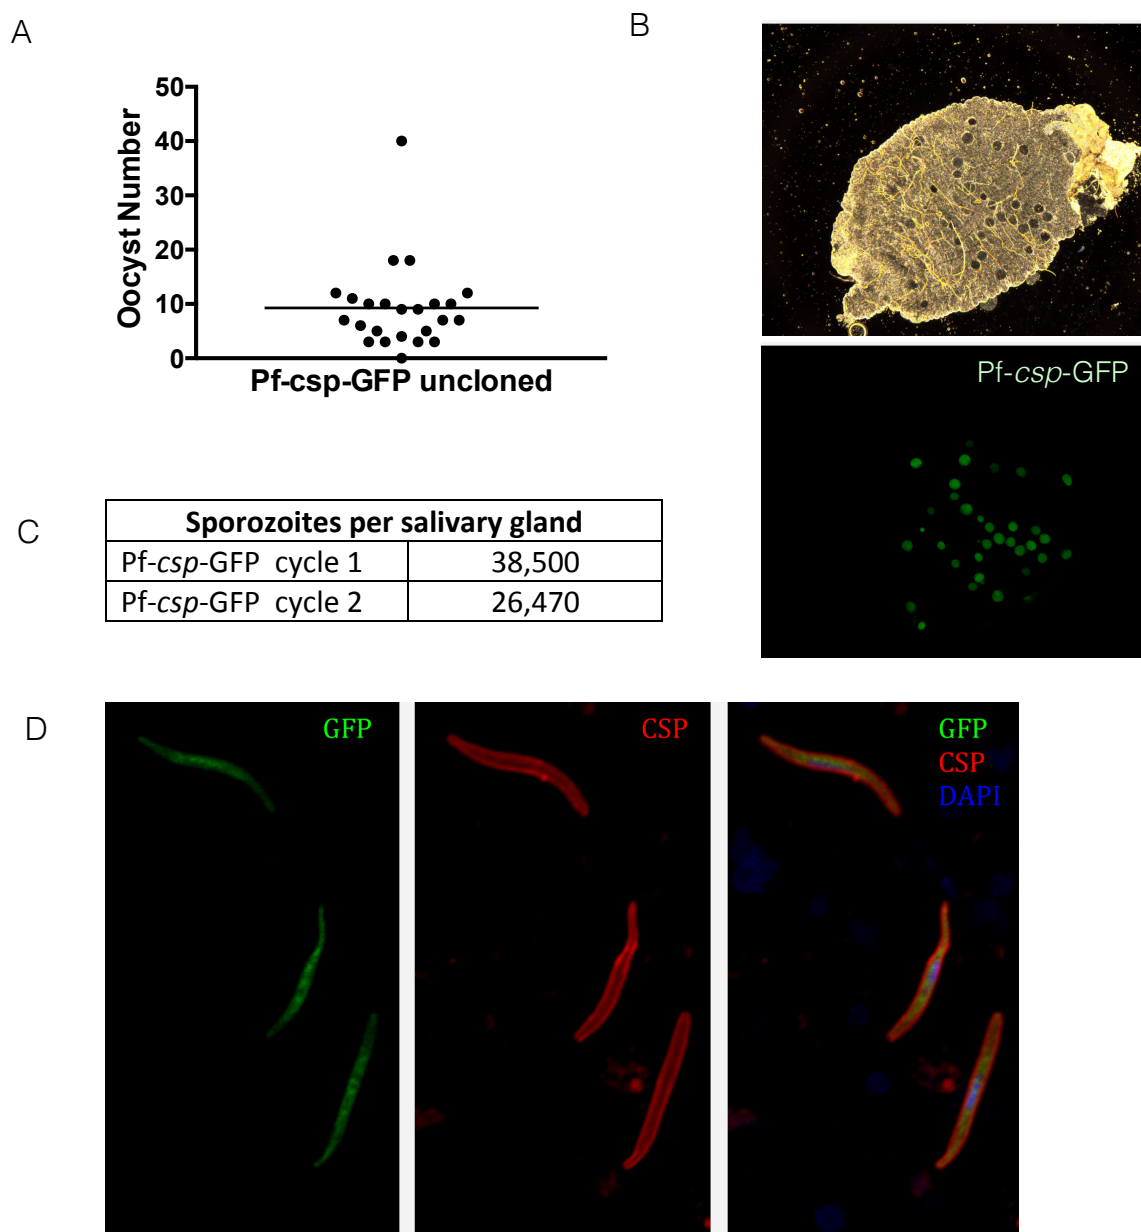 A
B
50
40
30
20
10
0
Oocyst Number
Pf-csp-GFP uncloned
Pf-csp-GFP
C
Sporozoites per salivary gland
Pf-csp-GFP cycle 1 38,500
Pf-csp-GFP cycle 2 26,470
D
GFP
CSP
GFP
CSP
DAPI